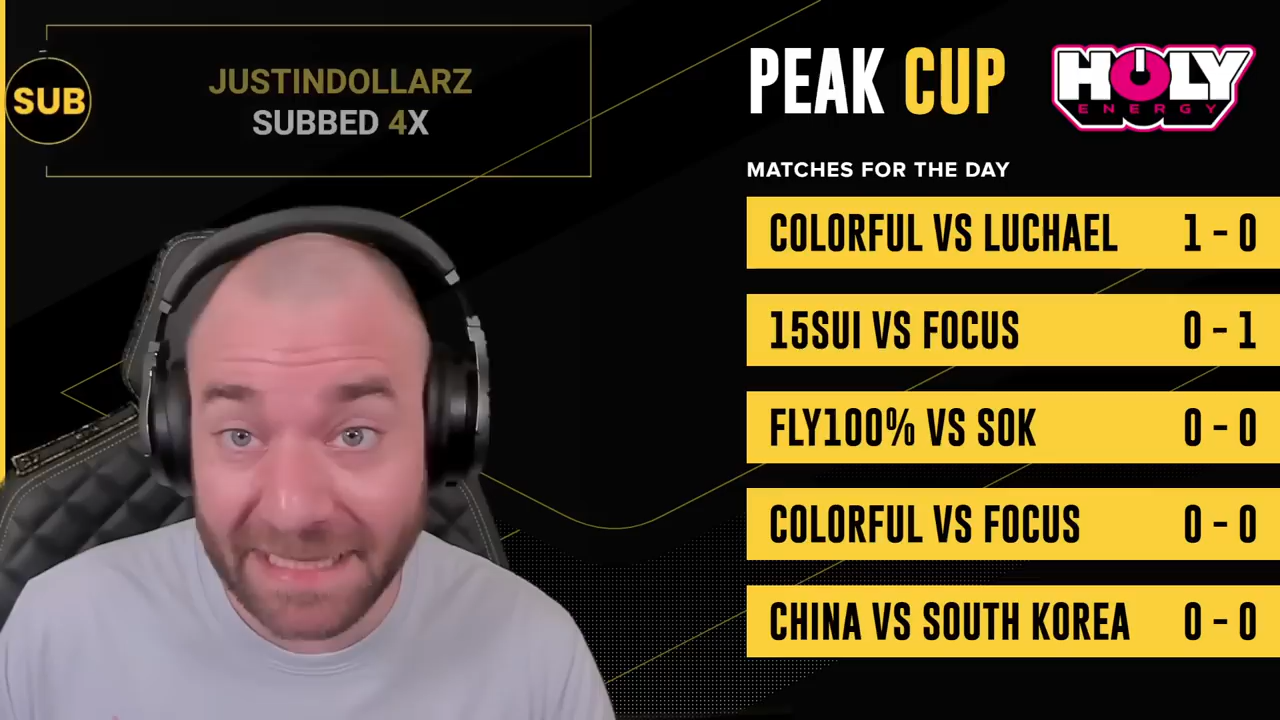 SUB
JUSTINDOLLARZ
SUBBED 4X
PEAK CUP
HOLY
ENERGY
MATCHES FOR THE DAY
COLORFUL VS LUCHAEL 1 - 0
15SUI VS FOCUS 0 - 1
FLY100% VS SOK 0 - 0
COLORFUL VS FOCUS 0 - 0
CHINA VS SOUTH KOREA 0 - 0